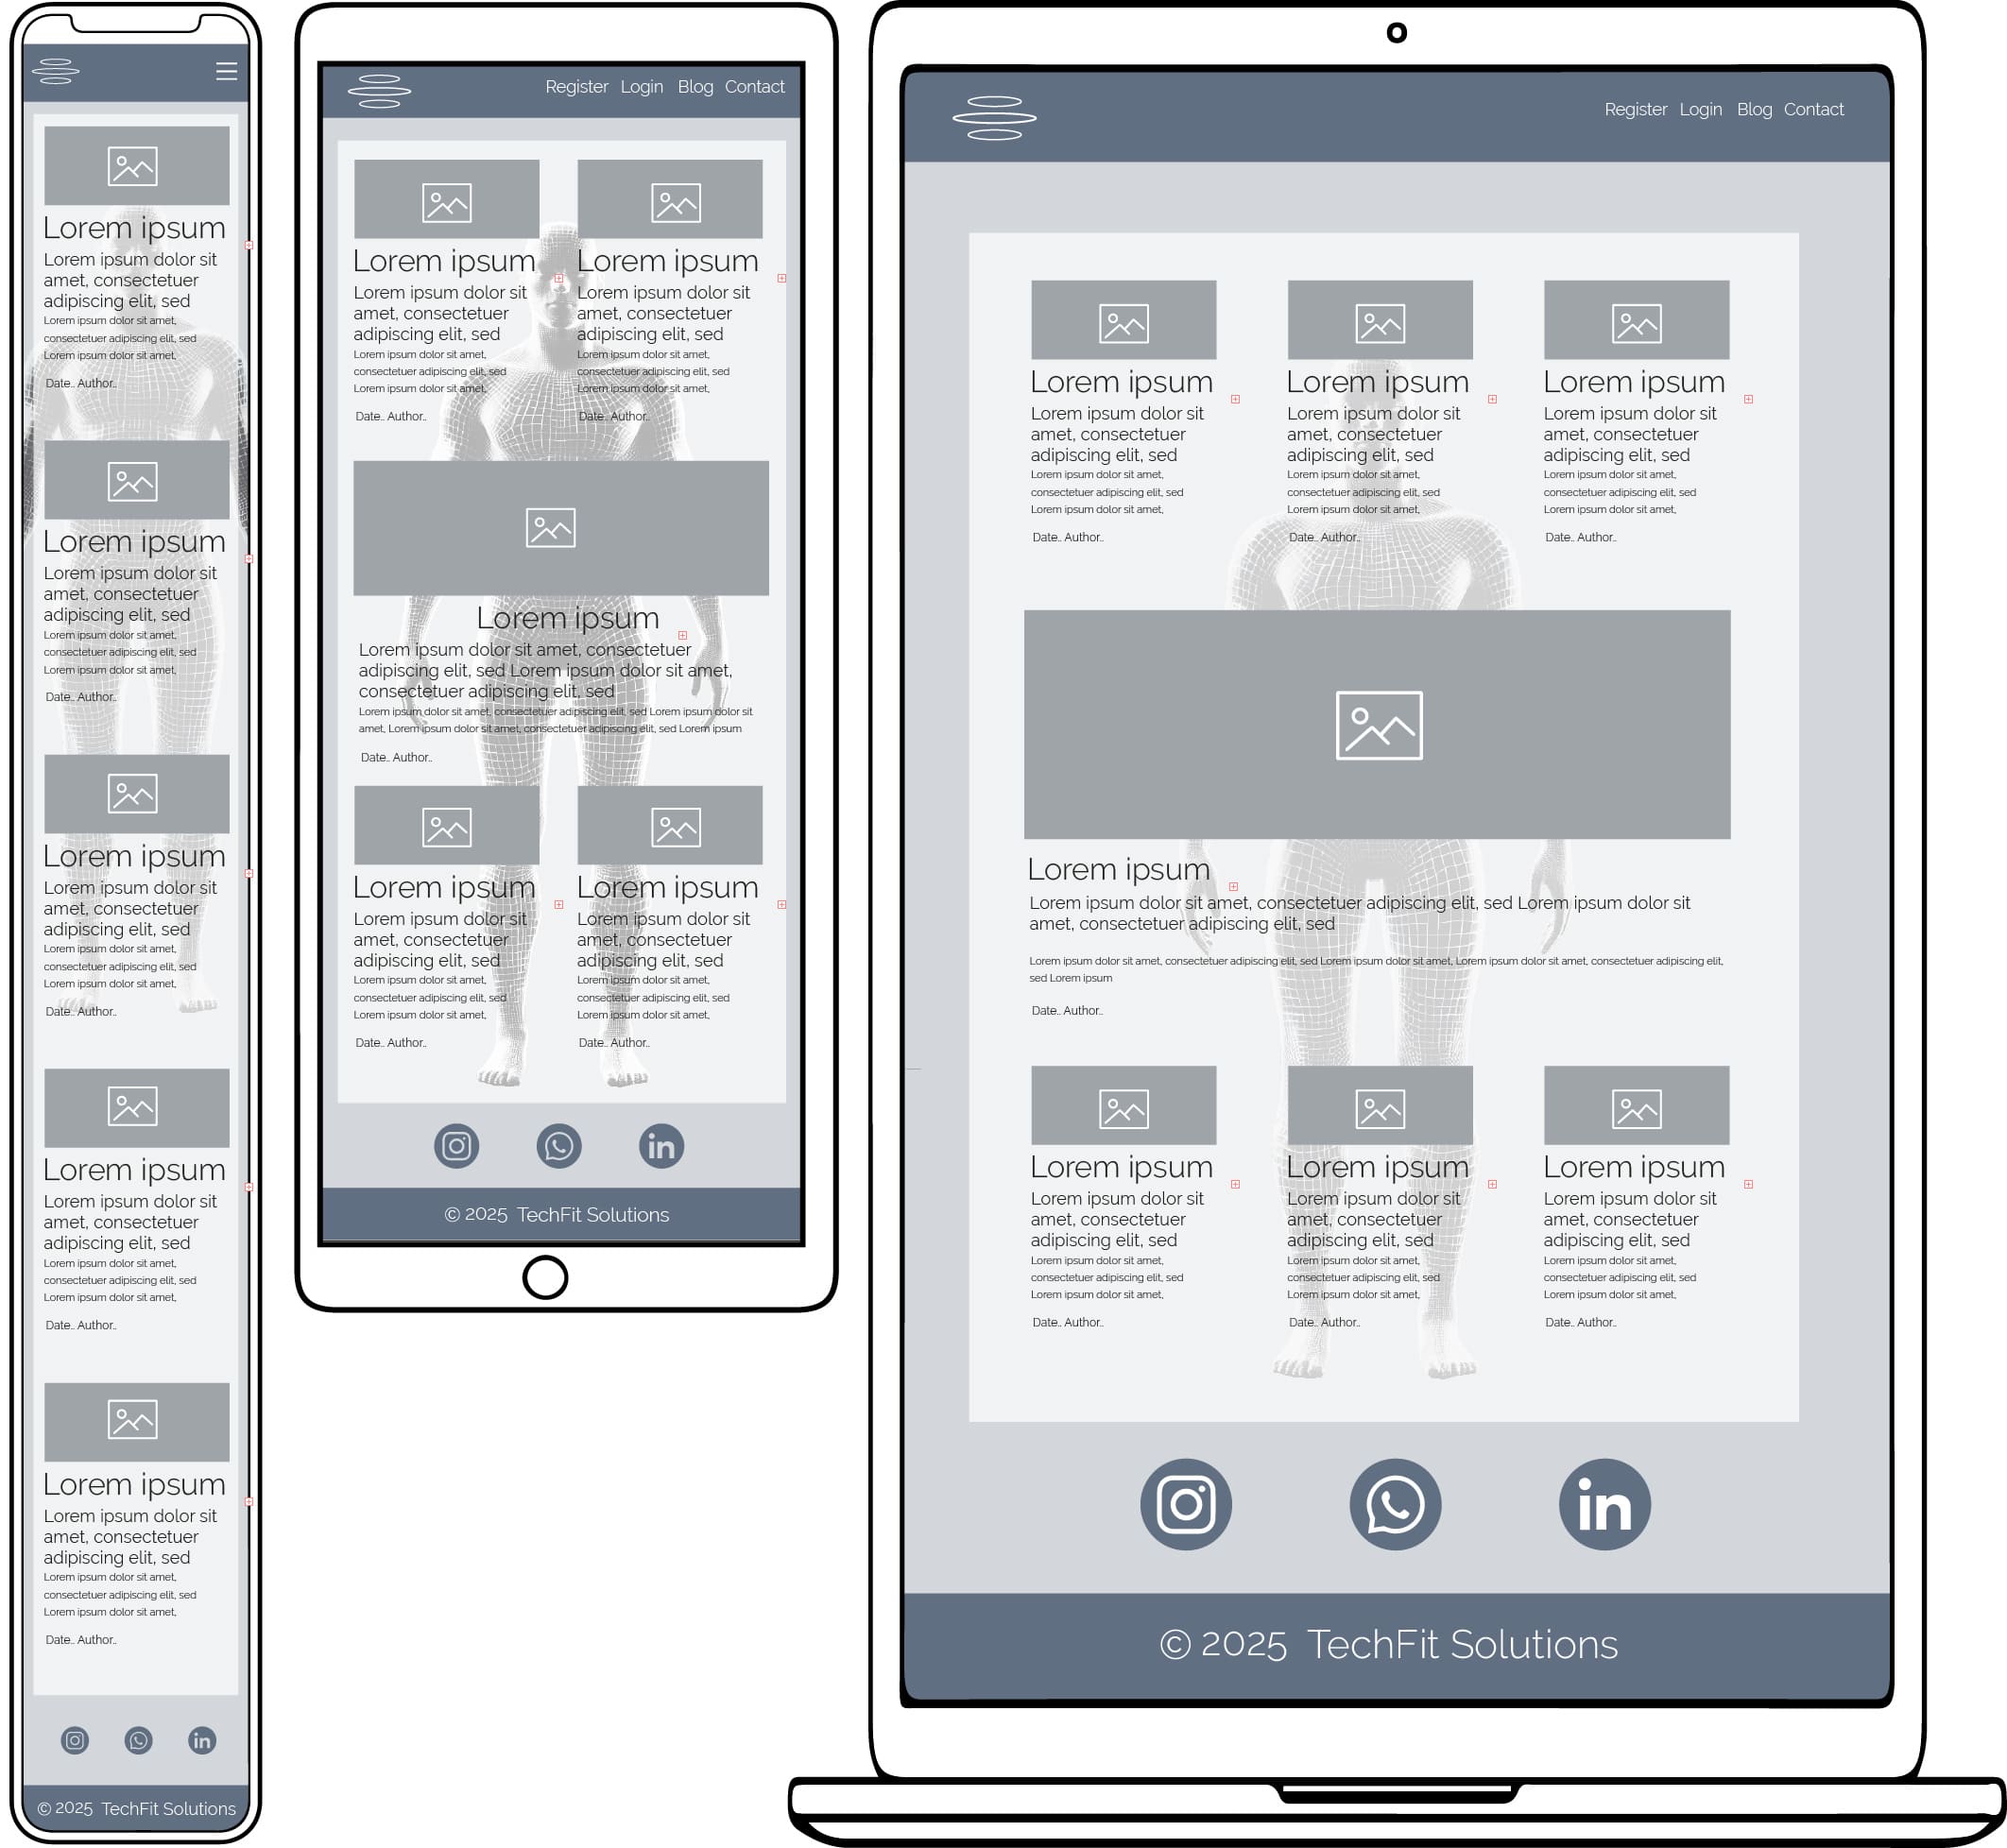 Lorem ipsum
Lorem ipsum dolor sit
amet, consectetuer
adipiscing elit, sed
Lorem ipsum dolor sit amet,
consectetuer adipiscing elit, sed
Lorem ipsum dolor sit amet,
Date.. Author..
Lorem ipsum
Lorem ipsum dolor sit
amet, consectetuer
adipiscing elit, sed
Lorem ipsum dolor sit amet,
consectetuer adipiscing elit, sed
Lorem ipsum dolor sit amet,
Date.. Author..
Lorem ipsum
Lorem ipsum dolor sit
amet, consectetuer
adipiscing elit, sed
Lorem ipsum dolor sit amet,
consectetuer adipiscing elit, sed
Lorem ipsum dolor sit amet,
Date.. Author..
Lorem ipsum
Lorem ipsum dolor sit
amet, consectetuer
adipiscing elit, sed
Lorem ipsum dolor sit amet,
consectetuer adipiscing elit, sed
Lorem ipsum dolor sit amet,
Date.. Author..
Lorem ipsum
Lorem ipsum dolor sit
amet, consectetuer
adipiscing elit, sed
Lorem ipsum dolor sit amet,
consectetuer adipiscing elit, sed
Lorem ipsum dolor sit amet,
Date.. Author..
in
© 2025 TechFit Solutions
Register Login Blog Contact
Lorem ipsum
Lorem ipsum dolor sit
amet, consectetuer
adipiscing elit, sed
Lorem ipsum dolor sit amet,
consectetuer adipiscing elit, sed
Lorem ipsum dolor sit amet,
Date.. Author..
Lorem ipsum
Lorem ipsum dolor sit
amet, consectetuer
adipiscing elit, sed
Lorem ipsum dolor sit amet,
consectetuer adipiscing elit, sed
Lorem ipsum dolor sit amet,
Date.. Author..
Lorem ipsum
Lorem ipsum dolor sit amet, consectetuer
adipiscing elit, sed Lorem ipsum dolor sit amet,
consectetuer adipiscing elit, sed
Lorem ipsum dolor sit amet, consectetuer adipiscing elit, sed Lorem ipsum dolor sit
amet, Lorem ipsum dolor sit amet, consectetuer adipiscing elit, sed Lorem ipsum
Date.. Author..
Lorem ipsum
Lorem ipsum dolor sit
amet, consectetuer
adipiscing elit, sed
Lorem ipsum dolor sit amet,
consectetuer adipiscing elit, sed
Lorem ipsum dolor sit amet,
Date.. Author..
Lorem ipsum
Lorem ipsum dolor sit
amet, consectetuer
adipiscing elit, sed
Lorem ipsum dolor sit amet,
consectetuer adipiscing elit, sed
Lorem ipsum dolor sit amet,
Date.. Author..
in
© 2025 TechFit Solutions
Register Login Blog Contact
Lorem ipsum
Lorem ipsum dolor sit
amet, consectetuer
adipiscing elit, sed
Lorem ipsum dolor sit amet,
consectetuer adipiscing elit, sed
Lorem ipsum dolor sit amet,
Date.. Author..
Lorem ipsum
Lorem ipsum dolor sit
amet, consectetuer
adipiscing elit, sed
Lorem ipsum dolor sit amet,
consectetuer adipiscing elit, sed
Lorem ipsum dolor sit amet,
Date.. Author..
Lorem ipsum
Lorem ipsum dolor sit
amet, consectetuer
adipiscing elit, sed
Lorem ipsum dolor sit amet,
consectetuer adipiscing elit, sed
Lorem ipsum dolor sit amet,
Date.. Author..
Lorem ipsum
Lorem ipsum dolor sit amet, consectetuer adipiscing elit, sed Lorem ipsum dolor sit
amet, consectetuer adipiscing elit, sed
Lorem ipsum dolor sit amet, consectetuer adipiscing elit, sed Lorem ipsum dolor sit amet, Lorem ipsum dolor sit amet, consectetuer adipiscing elit,
sed Lorem ipsum
Date.. Author..
Lorem ipsum
Lorem ipsum dolor sit
amet, consectetuer
adipiscing elit, sed
Lorem ipsum dolor sit amet,
consectetuer adipiscing elit, sed
Lorem ipsum dolor sit amet,
Date.. Author..
Lorem ipsum
Lorem ipsum dolor sit
amet, consectetuer
adipiscing elit, sed
Lorem ipsum dolor sit amet,
consectetuer adipiscing elit, sed
Lorem ipsum dolor sit amet,
Date.. Author..
Lorem ipsum
Lorem ipsum dolor sit
amet, consectetuer
adipiscing elit, sed
Lorem ipsum dolor sit amet,
consectetuer adipiscing elit, sed
Lorem ipsum dolor sit amet,
Date.. Author..
in
© 2025 TechFit Solutions